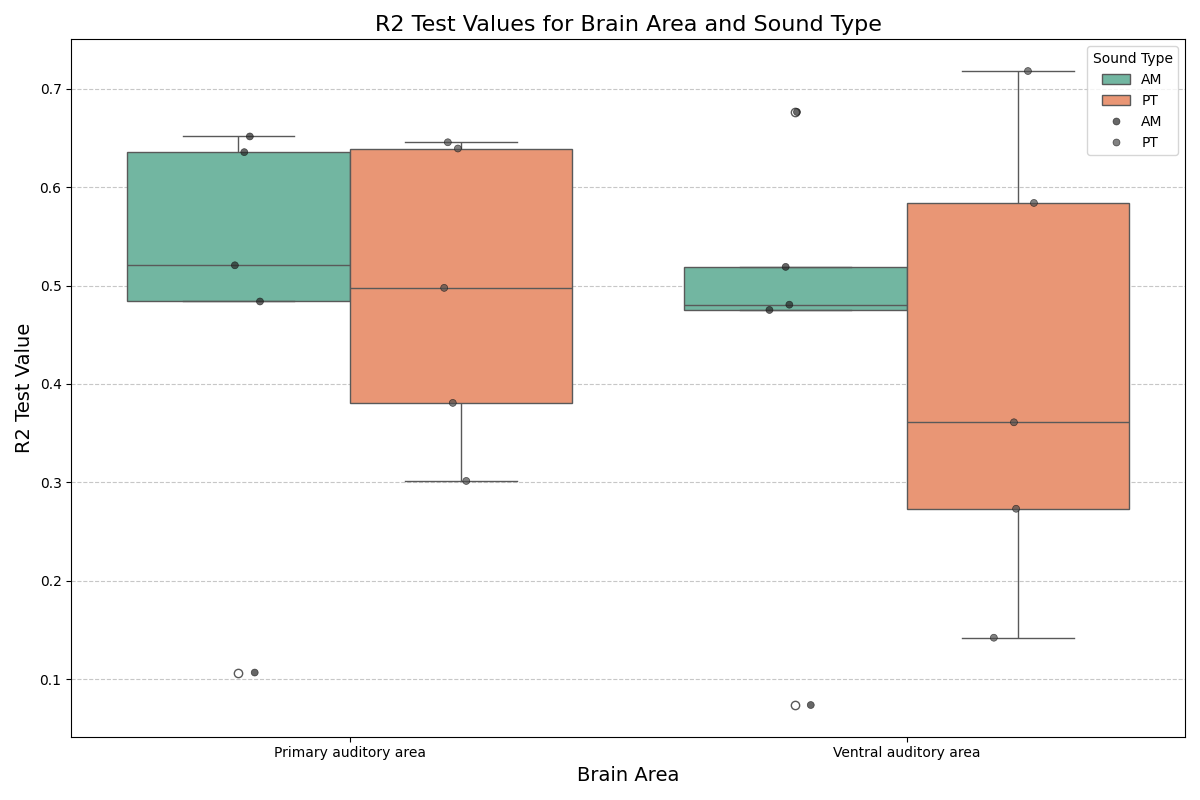 R2 Test Values for Brain Area and Sound Type
Sound Type
AM
PT
AM
PT
0.7
0.6
0.5
0.4
0.3
0.2
0.1
R2 Test Value
Primary auditory area
Ventral auditory area
Brain Area